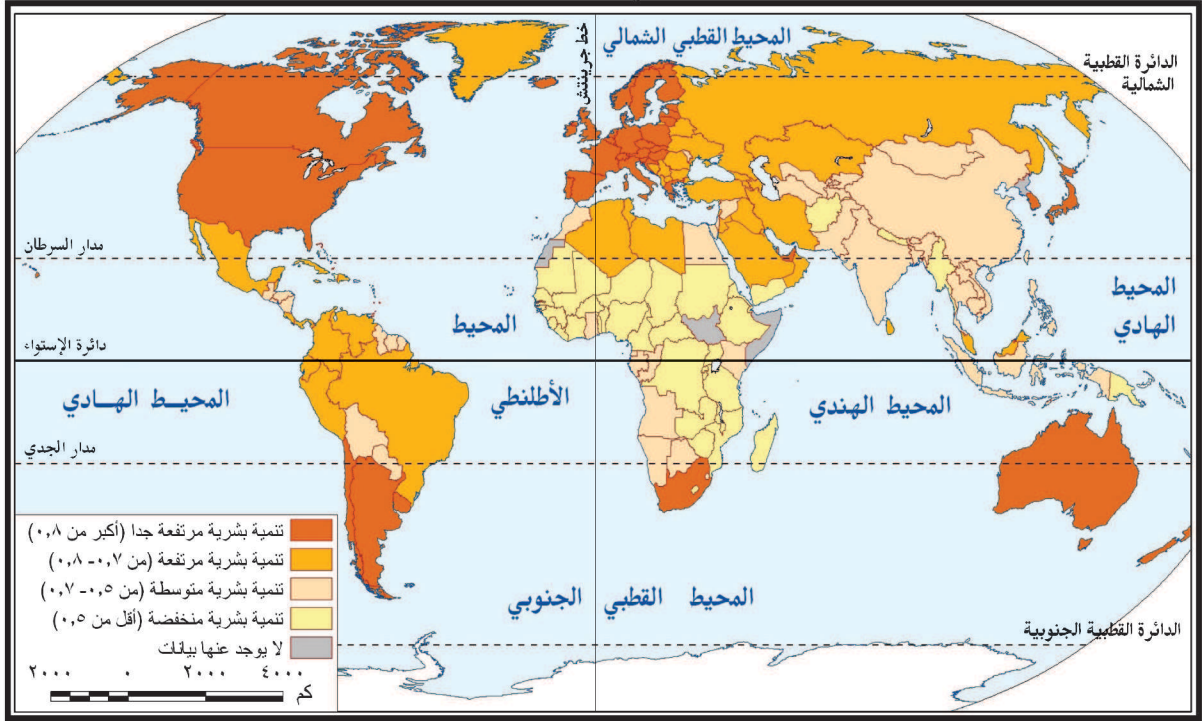 المحيط القطبي الشمالي
خط جرينتش
الدائرة القطبية
الشمالية
مدار السرطان
المحيط
الهادي
المحيط
دائرة الإستواء
الأطلنطي
المحيــط الهــادي
المحيط الهندي
مدار الجدي
المحيط القطبي الجنوبي
الدائرة القطبية الجنوبية
تنمية بشرية مرتفعة جدا (أكبر من ٠,٨)
تنمية بشرية مرتفعة (من ٠,٧- ٠,٨)
تنمية بشرية متوسطة (من ٠,٥- ٠,٧)
تنمية بشرية منخفضة (أقل من ٠,٥)
لا يوجد عنها بيانات
٢٠٠٠ ٠ ٢٠٠٠ ٤٠٠٠
كم